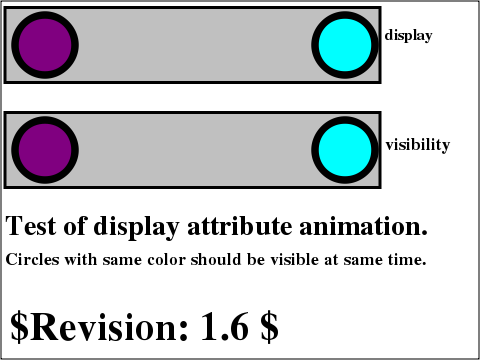 display
visibility
Test of display attribute animation.
Circles with same color should be visible at same time.
$Revision: 1.6 $